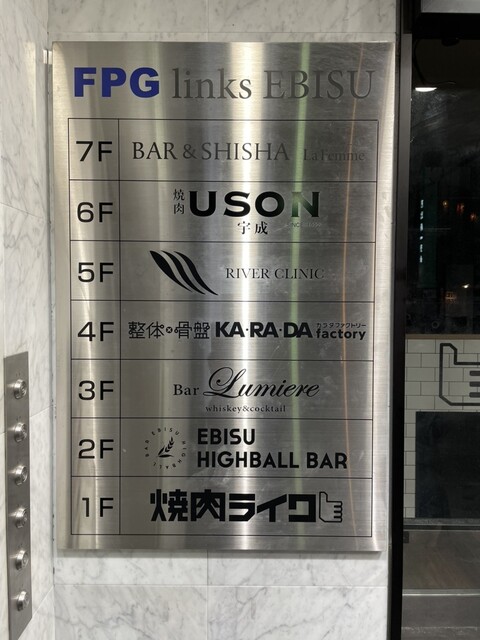 FPG links EBISU
7F BAR & SHISHA La Femme
6F 焼肉 USON
宇成
5F RIVER CLINIC
4F 整体×骨盤 KA・RA・DA カラダファクトリー factory
3F Bar Lumiere
whiskey&cocktail
2F EBISU
HIGHBALL BAR
1F 焼肉ライク